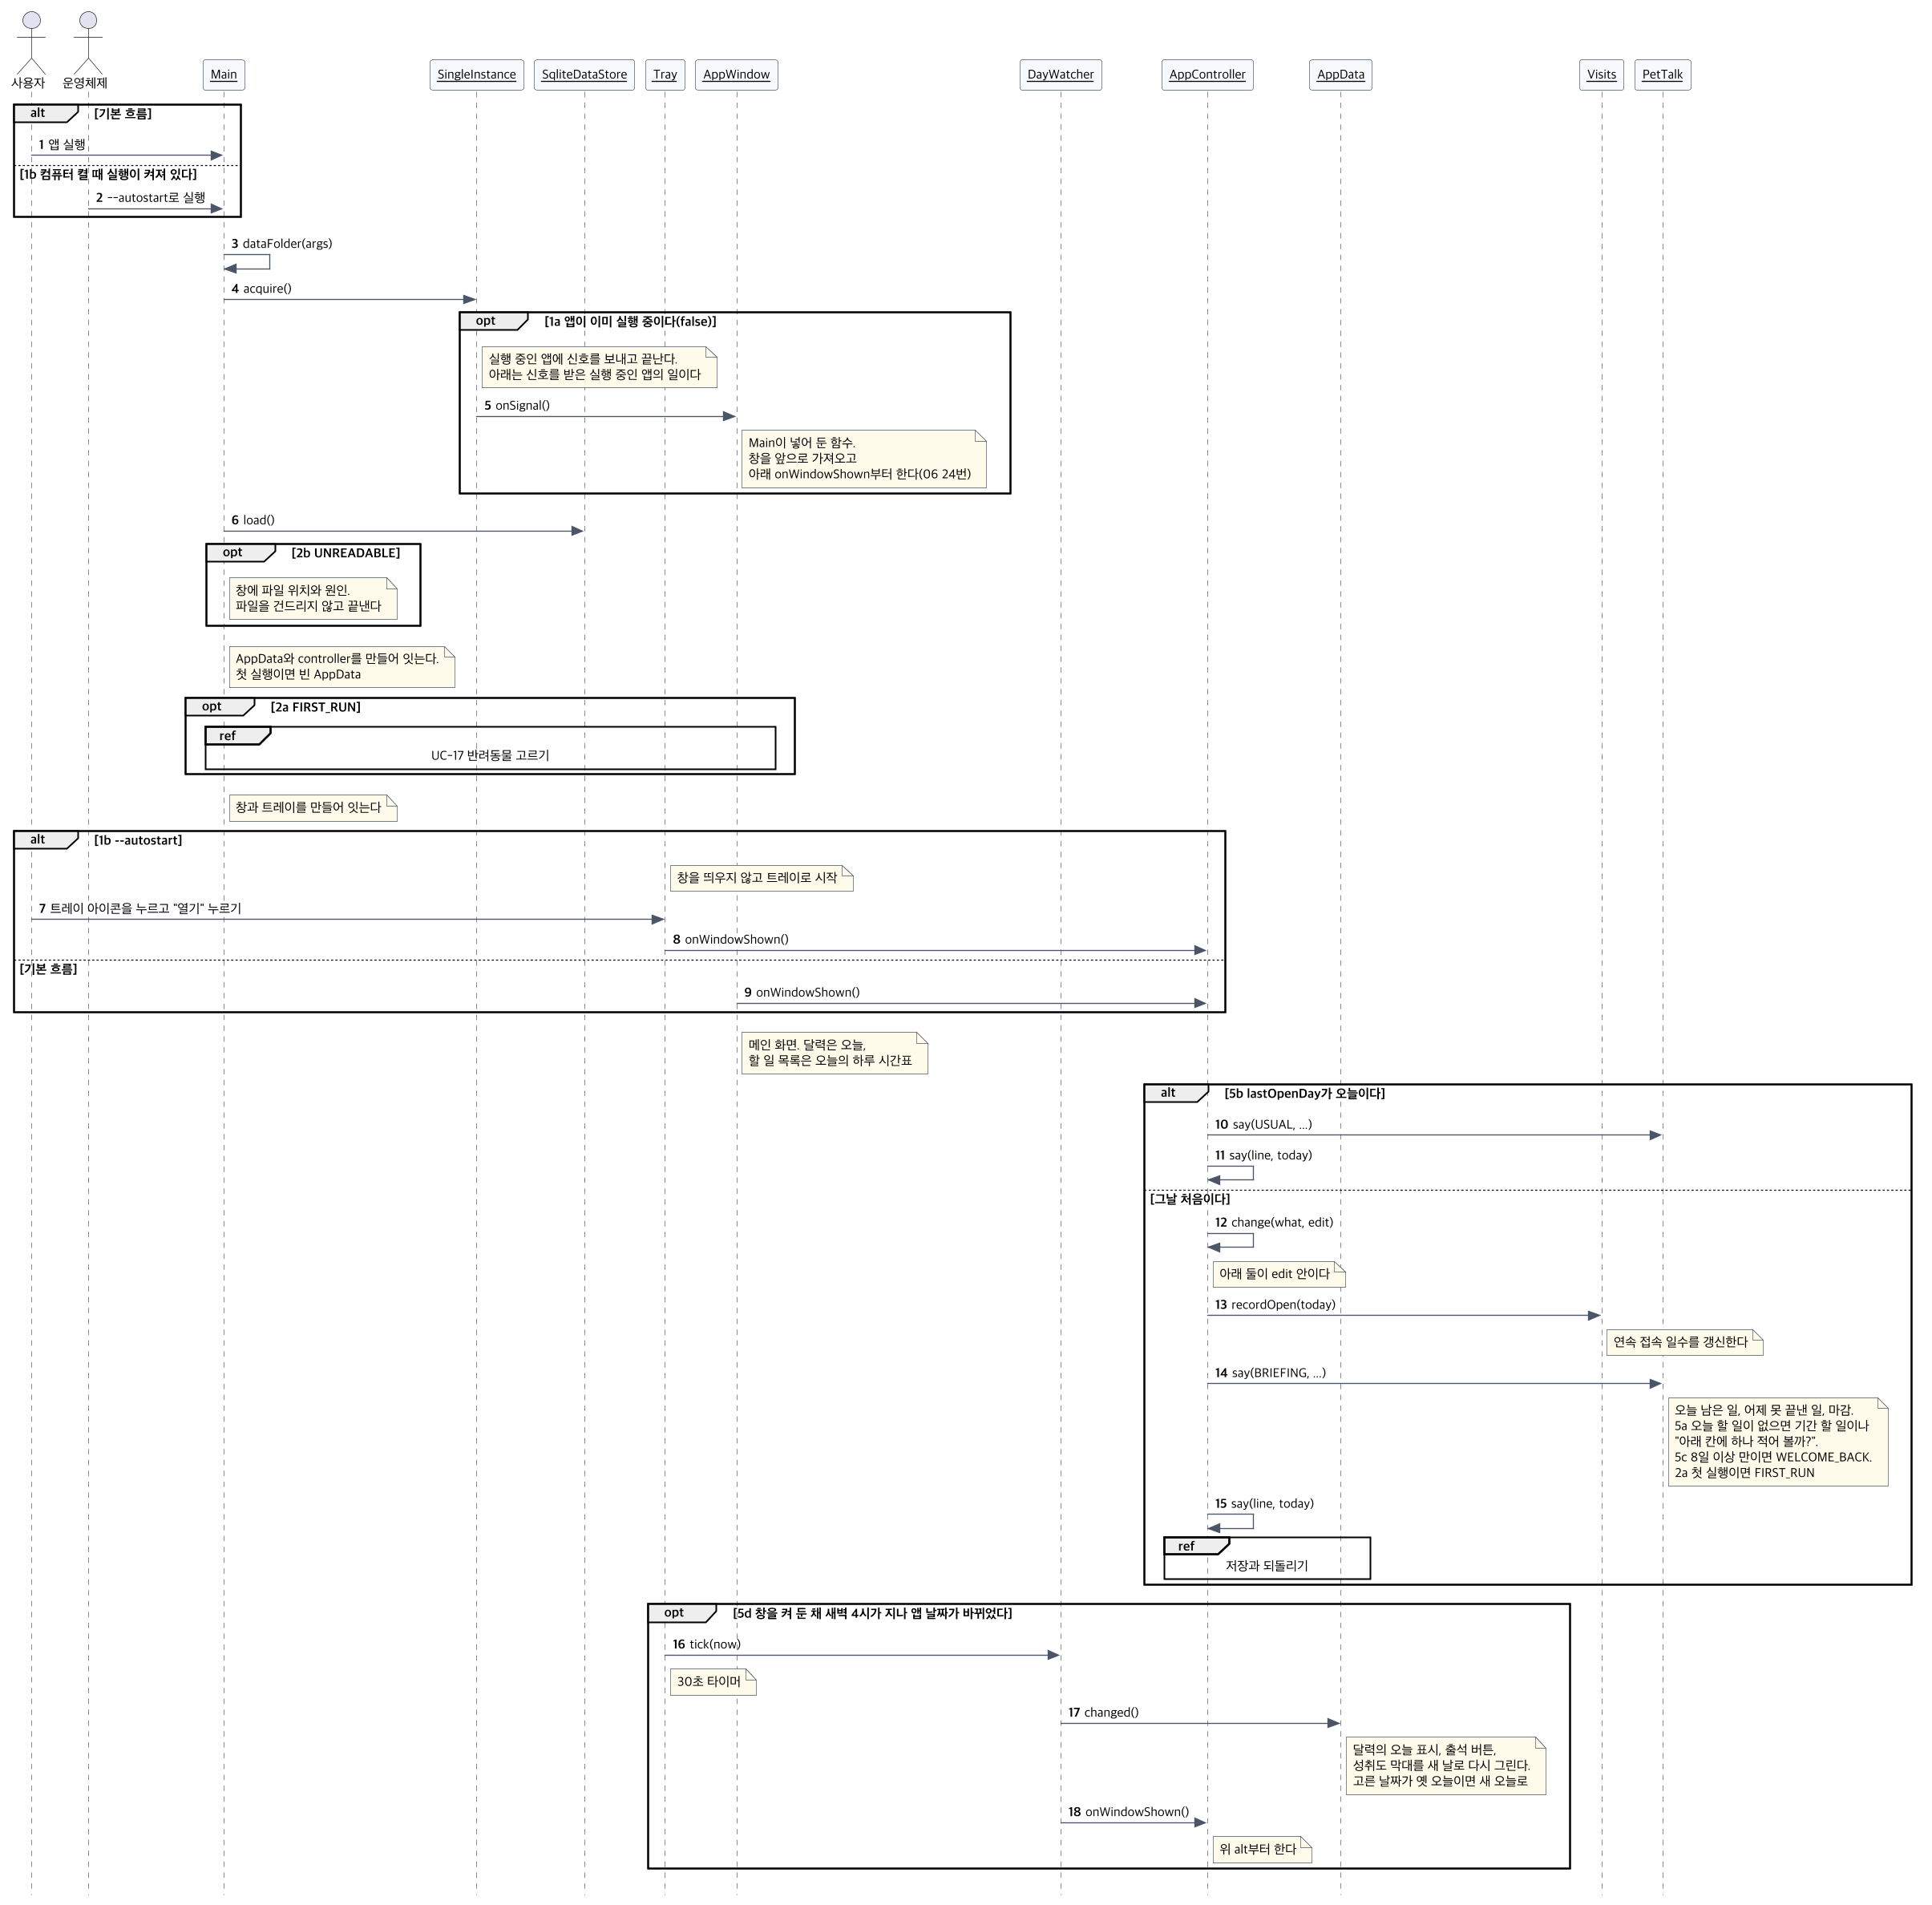 사용자
운영체제
Main
SingleInstance
SqliteDataStore
Tray
AppWindow
DayWatcher
AppController
AppData
Visits
PetTalk
alt [기본 흐름]
1 앱 실행
[1b 컴퓨터 켤 때 실행이 켜져 있다]
2 --autostart로 실행
3 dataFolder(args)
4 acquire()
opt [1a 앱이 이미 실행 중이다(false)]
실행 중인 앱에 신호를 보내고 끝난다.
아래는 신호를 받은 실행 중인 앱의 일이다
5 onSignal()
Main이 넣어 둔 함수.
창을 앞으로 가져오고
아래 onWindowShown부터 한다(06 24번)
6 load()
opt [2b UNREADABLE]
창에 파일 위치와 원인.
파일을 건드리지 않고 끝낸다
AppData와 controller를 만들어 잇는다.
첫 실행이면 빈 AppData
opt [2a FIRST_RUN]
ref
UC-17 반려동물 고르기
창과 트레이를 만들어 잇는다
alt [1b --autostart]
창을 띄우지 않고 트레이로 시작
7 트레이 아이콘을 누르고 "열기" 누르기
8 onWindowShown()
[기본 흐름]
9 onWindowShown()
메인 화면. 달력은 오늘,
할 일 목록은 오늘의 하루 시간표
alt [5b lastOpenDay가 오늘이다]
10 say(USUAL, ...)
11 say(line, today)
[그날 처음이다]
12 change(what, edit)
아래 둘이 edit 안이다
13 recordOpen(today)
연속 접속 일수를 갱신한다
14 say(BRIEFING, ...)
오늘 남은 일, 어제 못 끝낸 일, 마감.
5a 오늘 할 일이 없으면 기간 할 일이나
"아래 칸에 하나 적어 볼까?".
5c 8일 이상 만이면 WELCOME_BACK.
2a 첫 실행이면 FIRST_RUN
15 say(line, today)
ref
저장과 되돌리기
opt [5d 창을 켜 둔 채 새벽 4시가 지나 앱 날짜가 바뀌었다]
16 tick(now)
30초 타이머
17 changed()
달력의 오늘 표시, 출석 버튼,
성취도 막대를 새 날로 다시 그린다.
고른 날짜가 옛 오늘이면 새 오늘로
18 onWindowShown()
위 alt부터 한다